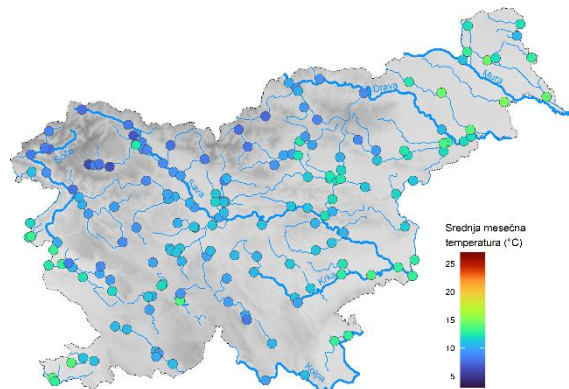 Drava
Mura
Soča
Sava
Srednja mesečna
temperatura (°C)
25
20
15
10
5
Krka
Kolpa